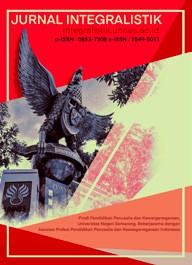 JURNAL INTEGRALISTIK
integralistik.unnes.ac.id
p-ISSN : 0853-7208 e-ISSN : 2549-5011
Prodi Pendidikan Pancasila dan Kewarganegaraan,
Universitas Negeri Semarang, Bekerjasama dengan
Asosiasi Profesi Pendidikan Pancasila dan Kewarganegaraan Indonesia